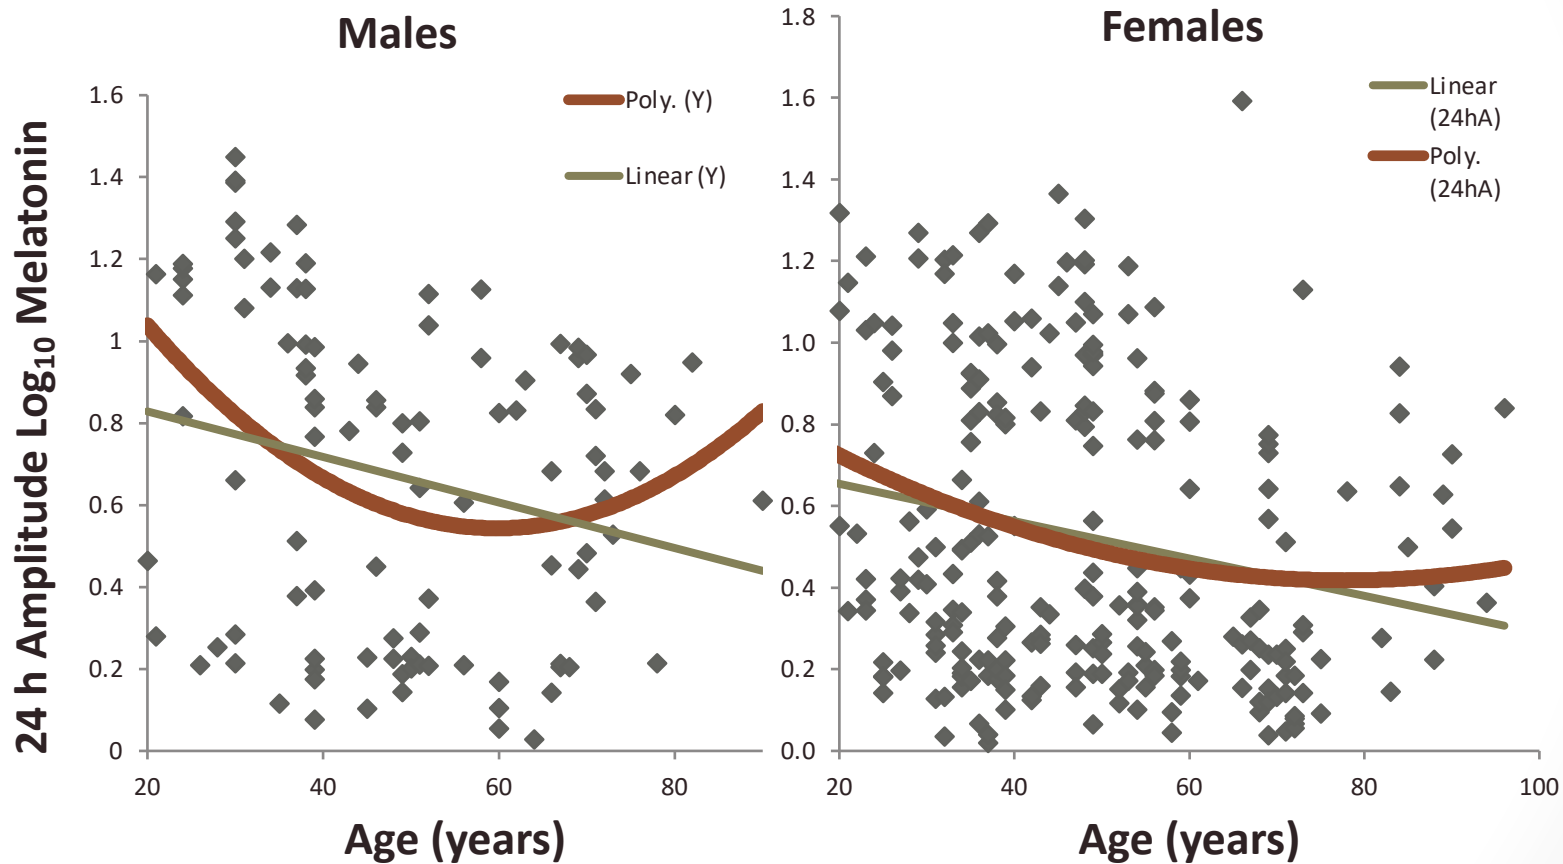 Males
Females
24 h Amplitude Log10 Melatonin
1.6
1.4
1.2
1
0.8
0.6
0.4
0.2
0
20
40
60
80
Age (years)
Poly. (Y)
Linear (Y)
1.8
1.6
1.4
1.2
1.0
0.8
0.6
0.4
0.2
0.0
20
40
60
80
100
Age (years)
Linear
(24hA)
Poly.
(24hA)